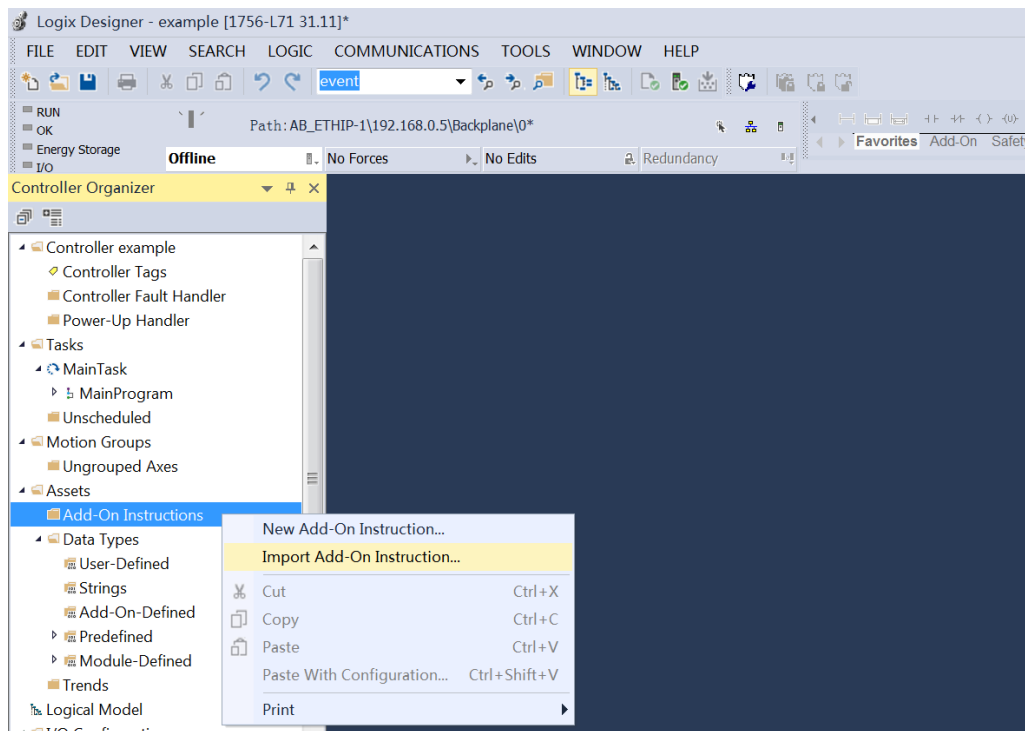 Logix Designer - example [1756-L71 31.11]*
FILE EDIT VIEW SEARCH LOGIC COMMUNICATIONS TOOLS WINDOW HELP
event
RUN
OK
Energy Storage
I/O
Path: AB_ETHIP-1\192.168.0.5\Backplane\0*
Offline No Forces No Edits Redundancy
Favorites Add-On Safety
Controller Organizer
Controller example
Controller Tags
Controller Fault Handler
Power-Up Handler
Tasks
MainTask
MainProgram
Unscheduled
Motion Groups
Ungrouped Axes
Assets
Add-On Instructions
Data Types
User-Defined
Strings
Add-On-Defined
Predefined
Module-Defined
Trends
Logical Model
New Add-On Instruction...
Import Add-On Instruction...
Cut Ctrl+X
Copy Ctrl+C
Paste Ctrl+V
Paste With Configuration... Ctrl+Shift+V
Print